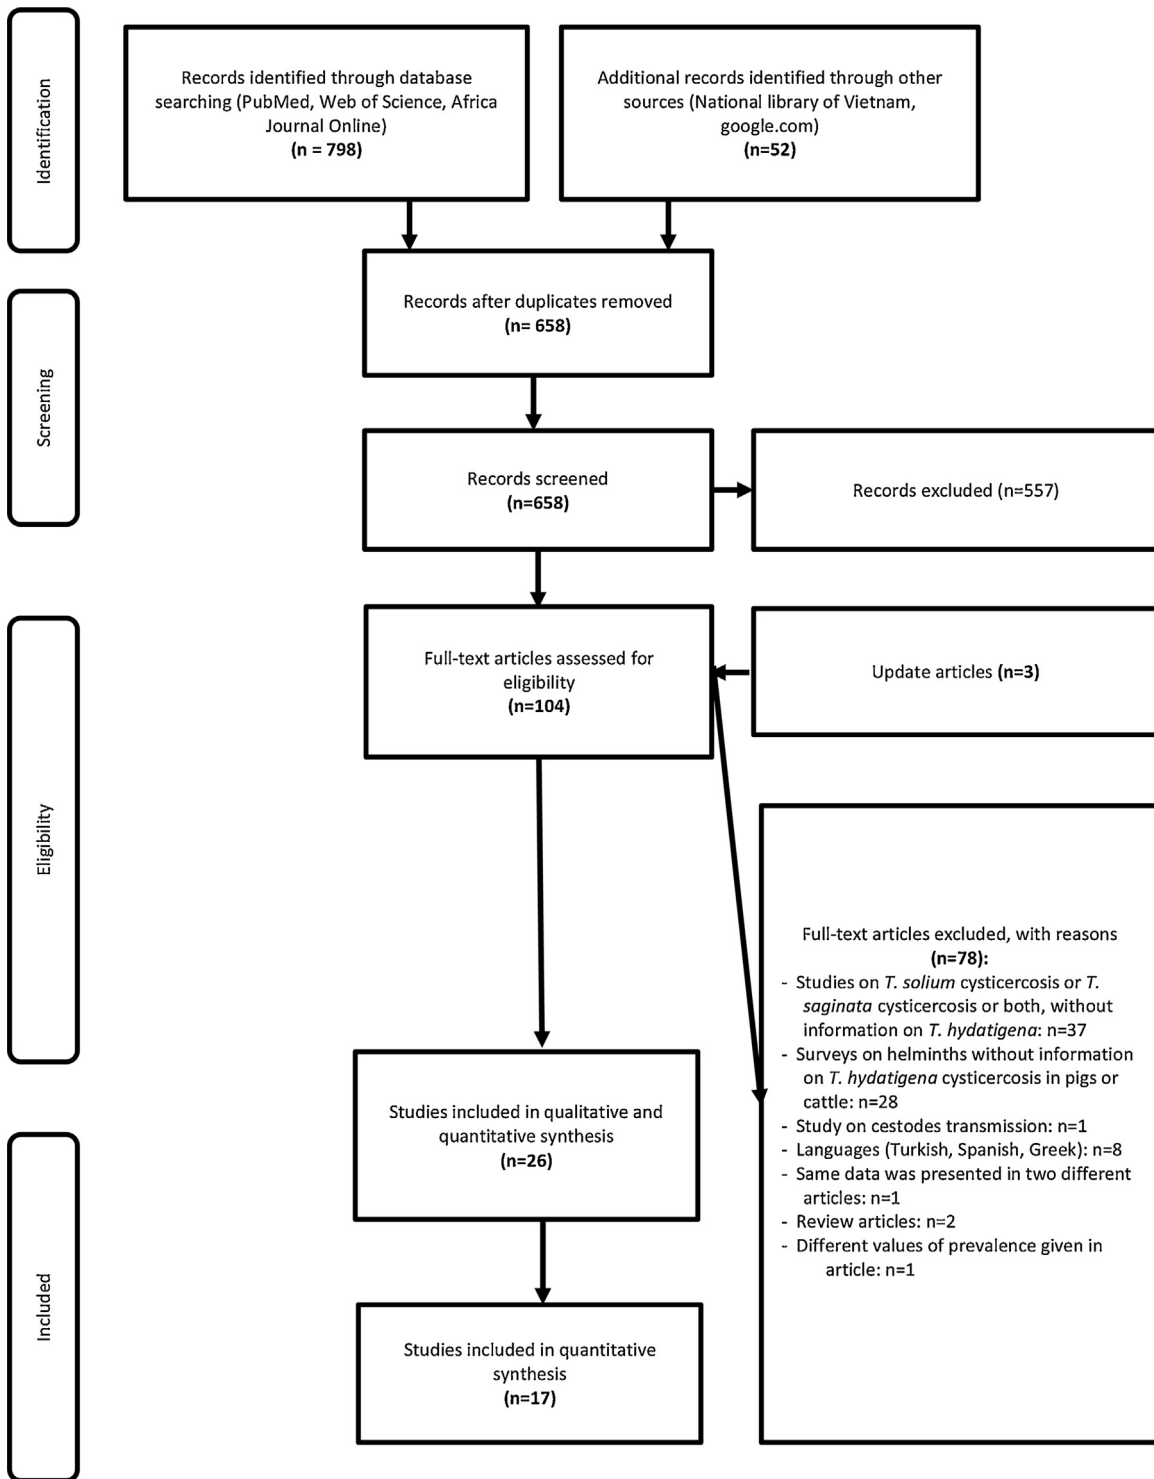 Identification
Records identified through database
searching (PubMed, Web of Science, Africa
Journal Online)
(n = 798)
Additional records identified through other
sources (National library of Vietnam,
google.com)
(n=52)
Screening
Records after duplicates removed
(n= 658)
Records screened
(n=658)
Records excluded (n=557)
Eligibility
Full-text articles assessed for
eligibility
(n=104)
Update articles (n=3)
Full-text articles excluded, with reasons
(n=78):
- Studies on T. solium cysticercosis or T.
saginata cysticercosis or both, without
information on T. hydatigena: n=37
- Surveys on helminths without information
on T. hydatigena cysticercosis in pigs or
cattle: n=28
- Study on cestodes transmission: n=1
- Languages (Turkish, Spanish, Greek): n=8
- Same data was presented in two different
articles: n=1
- Review articles: n=2
- Different values of prevalence given in
article: n=1
Included
Studies included in qualitative and
quantitative synthesis
(n=26)
Studies included in quantitative
synthesis
(n=17)